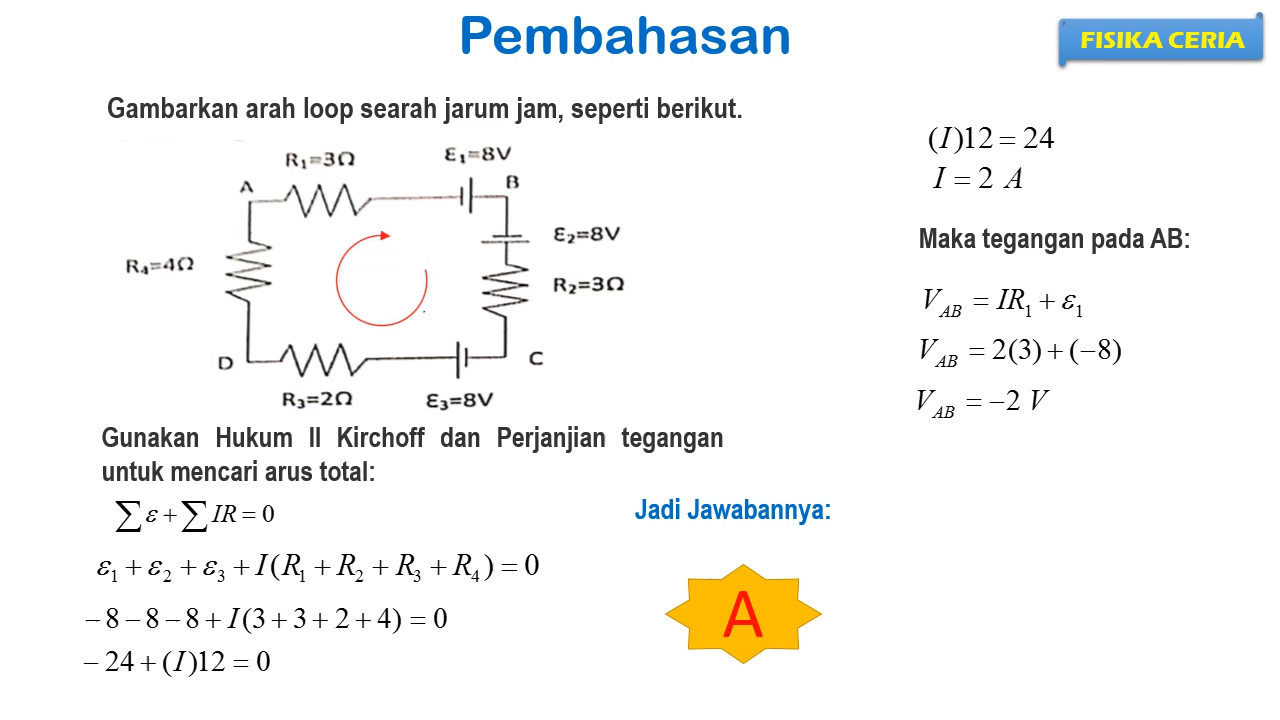 Pembahasan
FISIKA CERIA
Gambarkan arah loop searah jarum jam, seperti berikut.
R₁=3Ω
Ɛ₁=8V
A
B
Ɛ₂=8V
R₄=4Ω
R₂=3Ω
D
C
R₃=2Ω
Ɛ₃=8V
Gunakan Hukum II Kirchoff dan Perjanjian tegangan
untuk mencari arus total:
∑ε + ∑IR = 0
ε₁ + ε₂ + ε₃ + I(R₁ + R₂ + R₃ + R₄) = 0
− 8 − 8 − 8 + I(3 + 3 + 2 + 4) = 0
− 24 + (I)12 = 0
(I)12 = 24
I = 2 A
Maka tegangan pada AB:
V_AB = IR₁ + ε₁
V_AB = 2(3) + (−8)
V_AB = −2 V
Jadi Jawabannya:
A